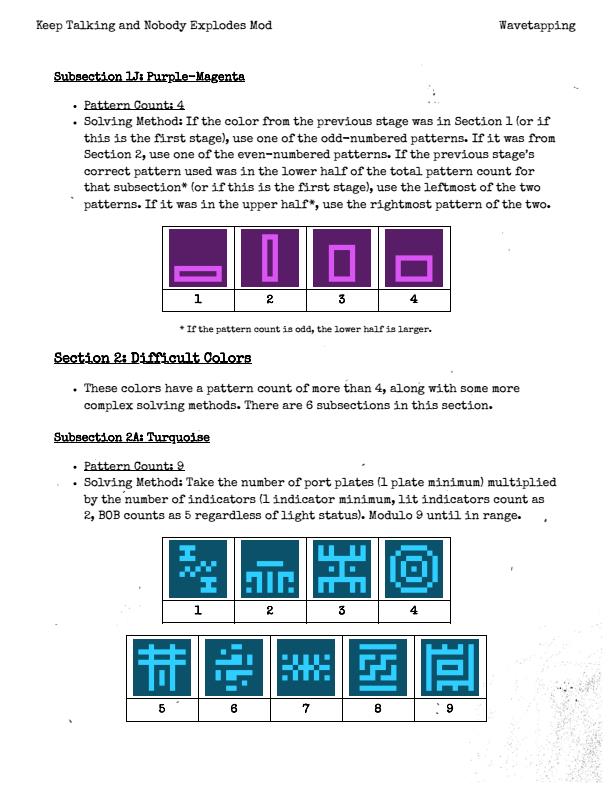 Keep Talking and Nobody Explodes Mod Wavetapping
Subsection 1J: Purple-Magenta
• Pattern Count: 4
• Solving Method: If the color from the previous stage was in Section 1 (or if
this is the first stage), use one of the odd-numbered patterns. If it was from
Section 2, use one of the even-numbered patterns. If the previous stage's
correct pattern used was in the lower half of the total pattern count for
that subsection* (or if this is the first stage), use the leftmost of the two
patterns. If it was in the upper half*, use the rightmost pattern of the two.
1 2 3 4
* If the pattern count is odd, the lower half is larger.
Section 2: Difficult Colors
• These colors have a pattern count of more than 4, along with some more
complex solving methods. There are 6 subsections in this section.
Subsection 2A: Turquoise
• Pattern Count: 9
• Solving Method: Take the number of port plates (1 plate minimum) multiplied
by the number of indicators (1 indicator minimum, lit indicators count as
2, BOB counts as 5 regardless of light status). Modulo 9 until in range.
1 2 3 4
5 6 7 8 9